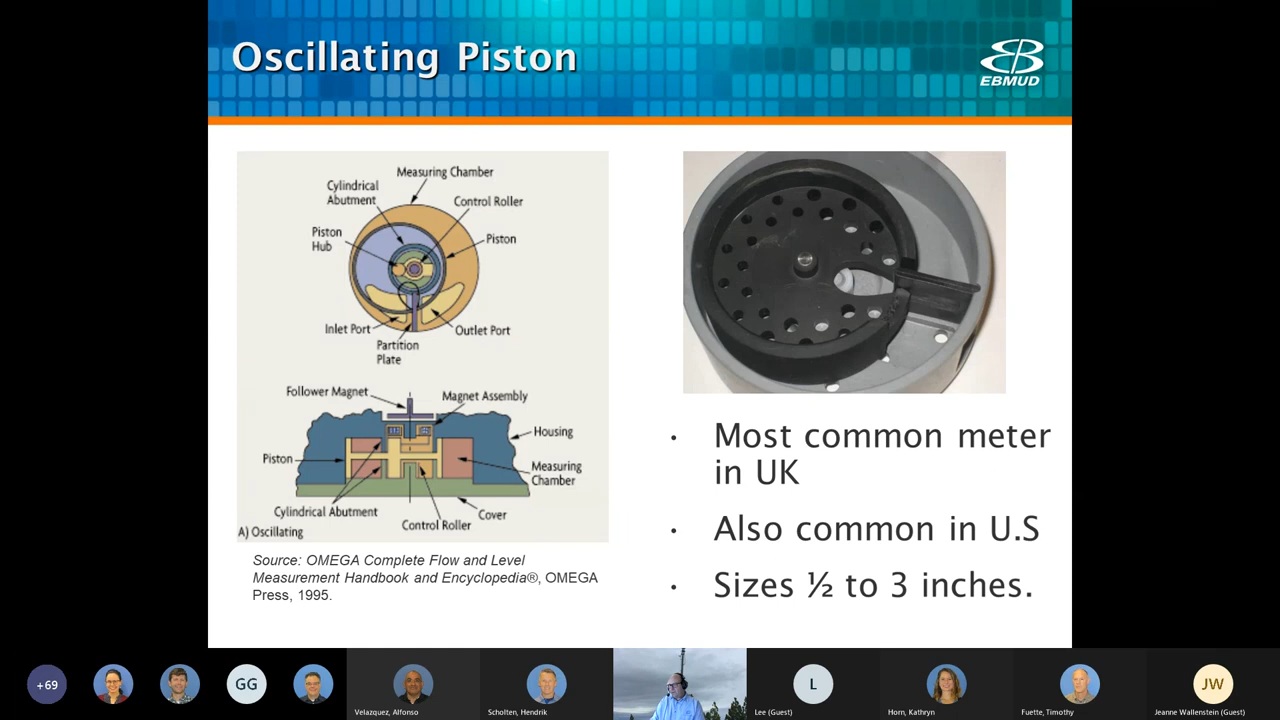 Oscillating Piston
EBMUD
Measuring Chamber
Cylindrical
Abutment
Control Roller
Piston
Hub
Piston
Inlet Port
Outlet Port
Partition
Plate
Follower Magnet
Magnet Assembly
Housing
Piston
Measuring
Chamber
Cylindrical Abutment
Cover
Control Roller
A) Oscillating
Source: OMEGA Complete Flow and Level
Measurement Handbook and Encyclopedia®, OMEGA
Press, 1995.
· Most common meter
in UK
· Also common in U.S
· Sizes ½ to 3 inches.
+69
GG
Velazquez, Alfonso
Scholten, Hendrik
L
Lee (Guest)
Horn, Kathryn
Fuette, Timothy
JW
Jeanne Wallenstein (Guest)